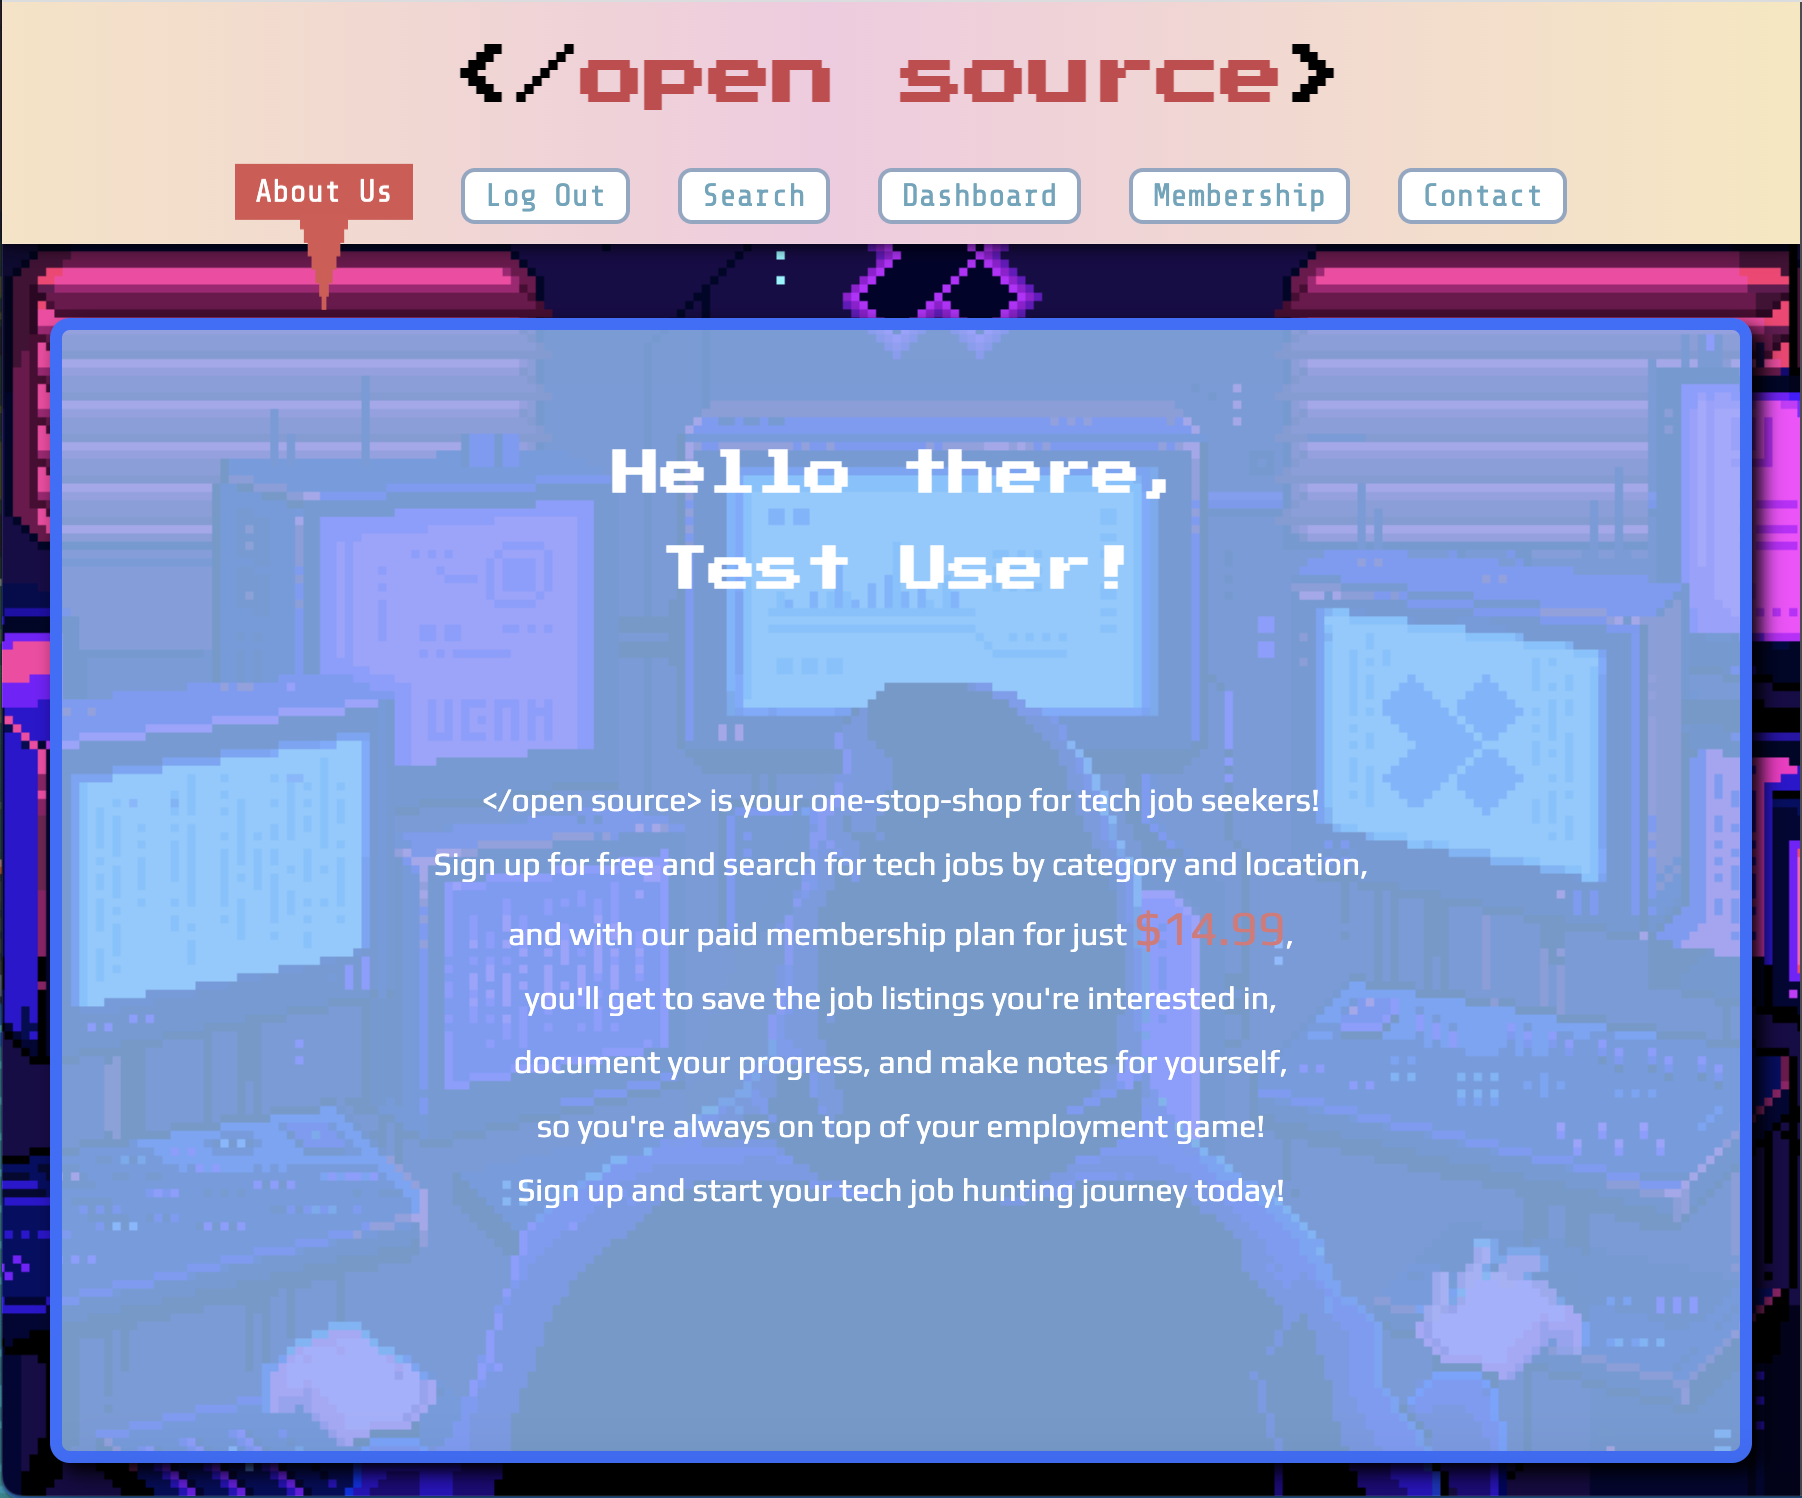 </open source>
About Us
Log Out
Search
Dashboard
Membership
Contact
Hello there,
Test User!
</open source> is your one-stop-shop for tech job seekers!
Sign up for free and search for tech jobs by category and location,
and with our paid membership plan for just $14.99,
you'll get to save the job listings you're interested in,
document your progress, and make notes for yourself,
so you're always on top of your employment game!
Sign up and start your tech job hunting journey today!